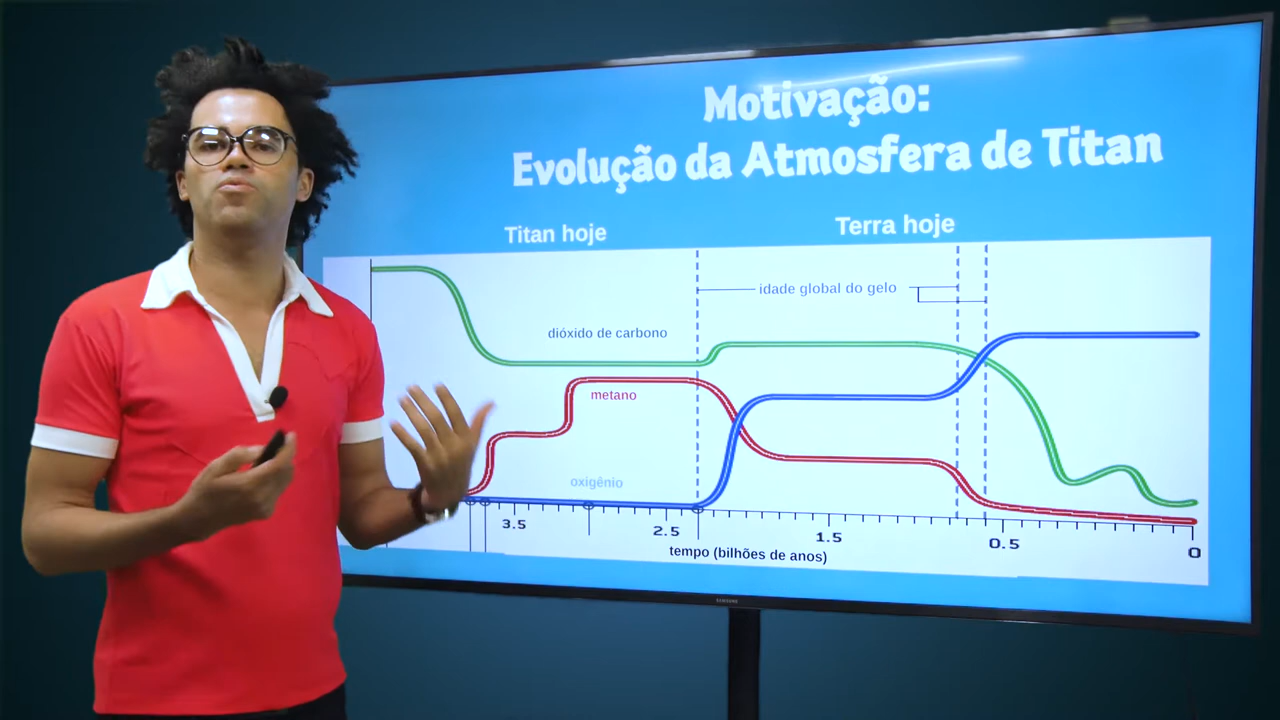 Motivação:
Evolução da Atmosfera de Titan
Titan hoje
Terra hoje
idade global do gelo
dióxido de carbono
metano
oxigênio
3.5
2.5
1.5
0.5
0
tempo (bilhões de anos)
SAMSUNG